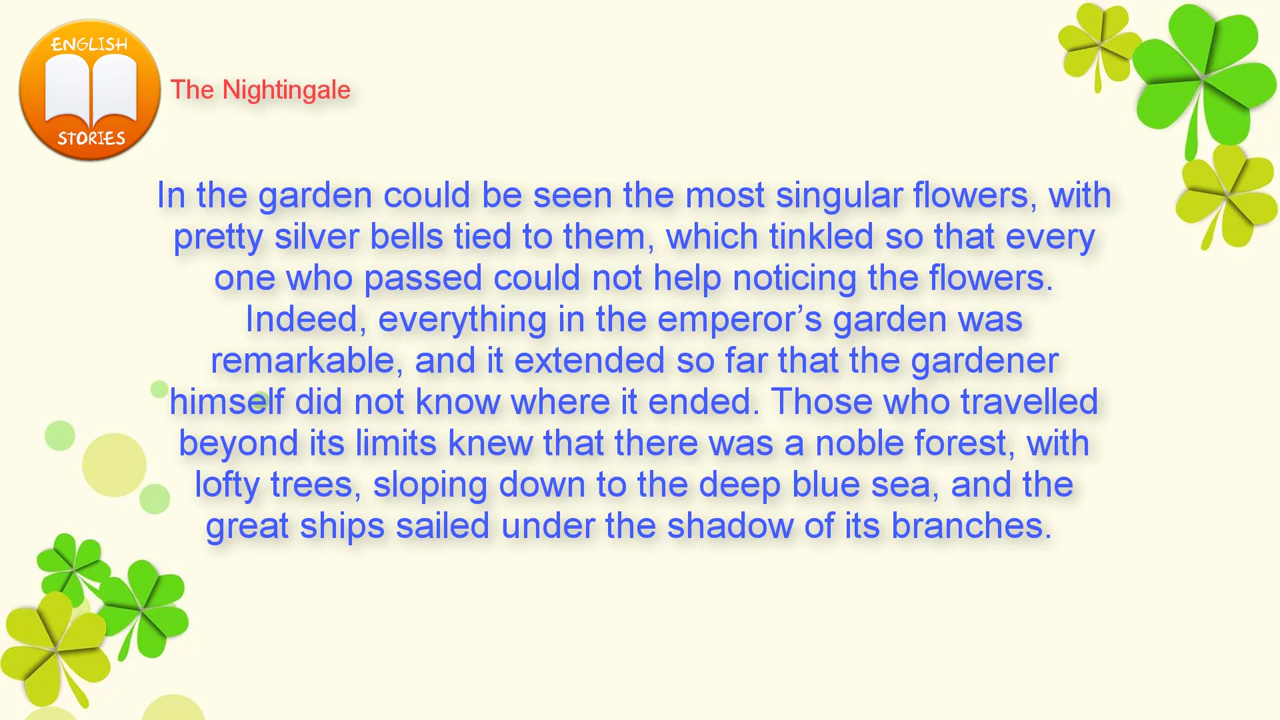 ENGLISH
STORIES
The Nightingale
In the garden could be seen the most singular flowers, with
pretty silver bells tied to them, which tinkled so that every
one who passed could not help noticing the flowers.
Indeed, everything in the emperor’s garden was
remarkable, and it extended so far that the gardener
himself did not know where it ended. Those who travelled
beyond its limits knew that there was a noble forest, with
lofty trees, sloping down to the deep blue sea, and the
great ships sailed under the shadow of its branches.